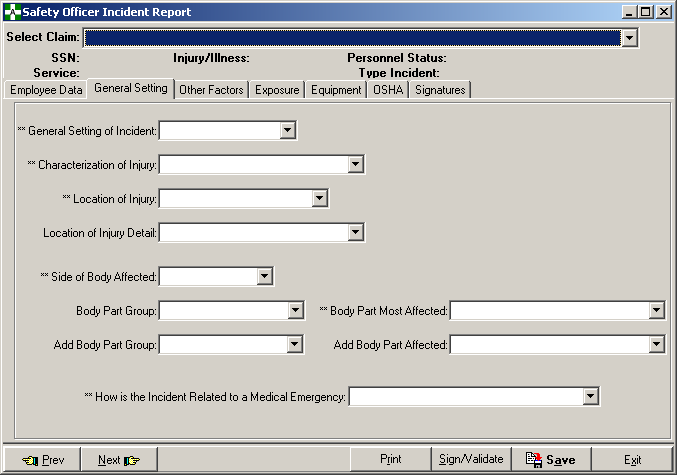 Safety Officer Incident Report
Select Claim:
SSN: Injury/Illness: Personnel Status:
Service: Type Incident:
Employee Data General Setting Other Factors Exposure Equipment OSHA Signatures
** General Setting of Incident:
** Characterization of Injury:
** Location of Injury:
Location of Injury Detail:
** Side of Body Affected:
Body Part Group: ** Body Part Most Affected:
Add Body Part Group: Add Body Part Affected:
** How is the Incident Related to a Medical Emergency:
Prev Next Print Sign/Validate Save Exit